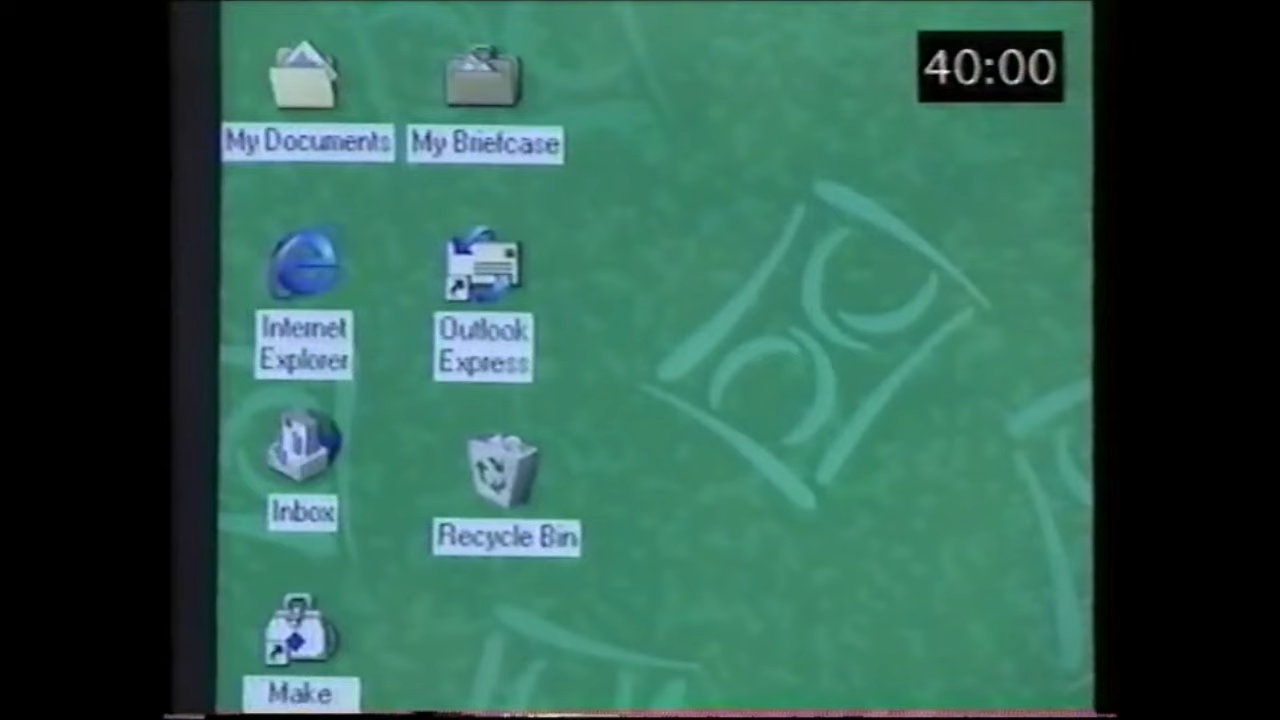 40:00
My Documents
My Briefcase
Internet
Explorer
Outlook
Express
Inbox
Recycle Bin
Make